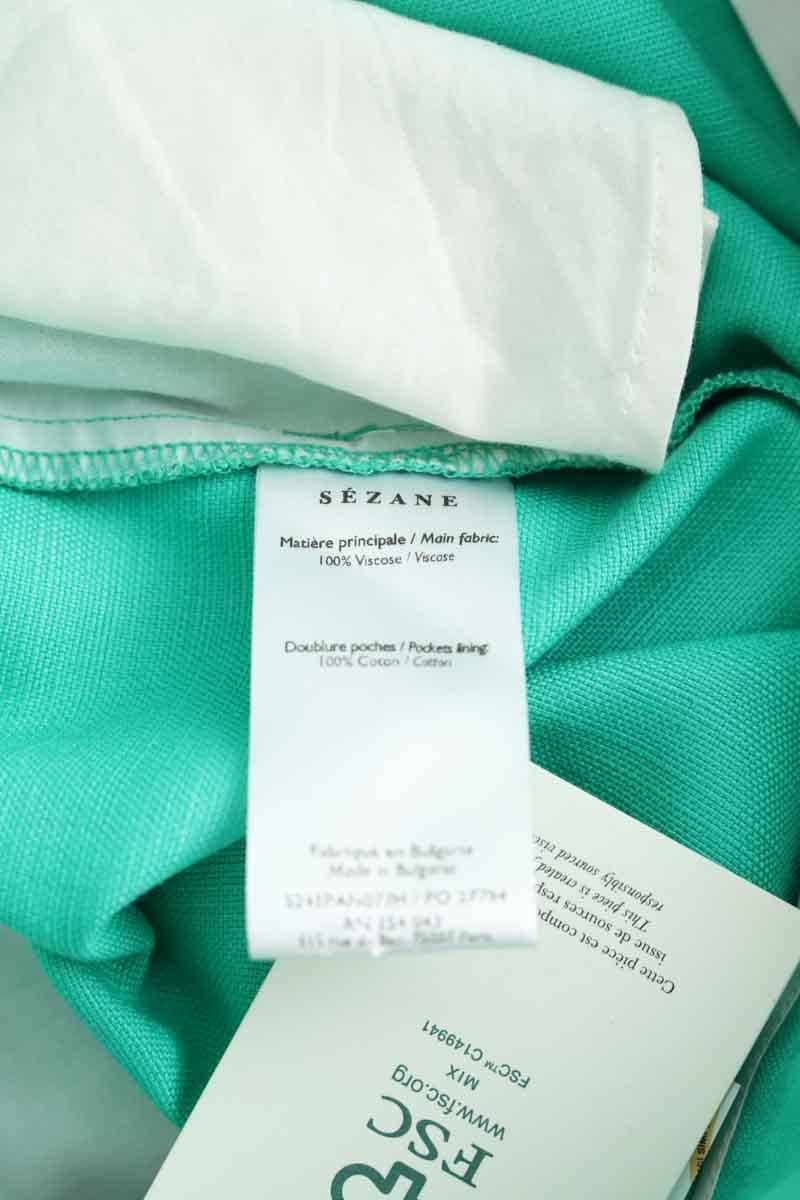 SÉZANE
Matière principale / Main fabric:
100% Viscose / Viscose
Doublure poches / Pockets lining:
100% Coton / Cotton
Fabriqué en Bulgarie
Made in Bulgaria
FSC
www.fsc.org
MIX
FSC™ C149941
Cette pièce est
issue de sources
This piece is created
responsibly sourced